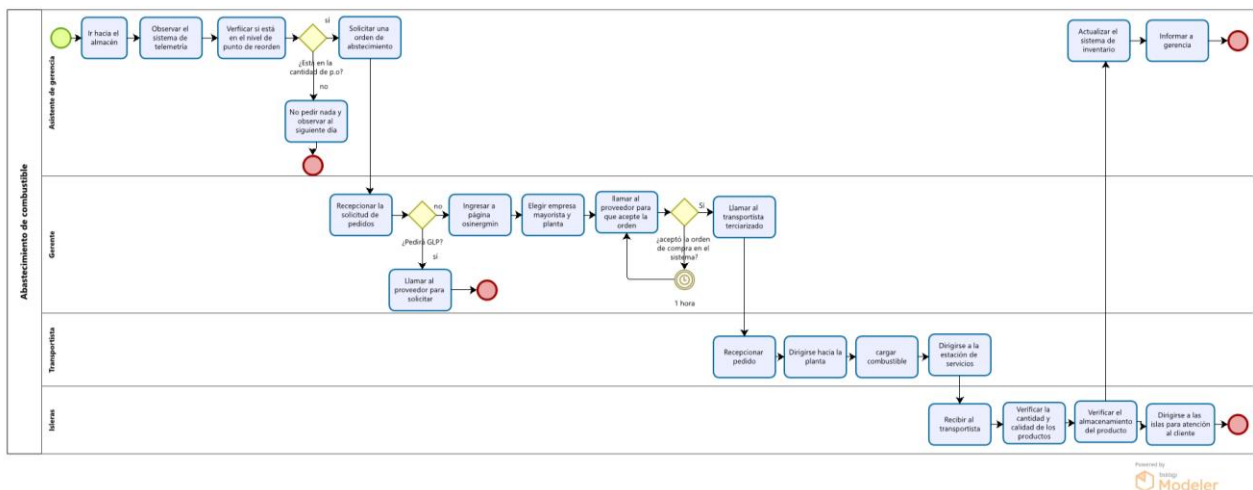 Abastecimiento de combustible
Asistente de gerencia
Ir hacia el
almacén
Observar el
sistema de
telemetría
Verfiicar si está
en el nivel de
punto de reorden
sí
¿Está en la
cantidad de p.o?
no
Solicitar una
orden de
abstecimiento
No pedir nada y
observar al
siguiente día
Actualizar el
sistema de
inventario
Informar a
gerencia
Gerente
Recepcionar la
solicitud de
pedidos
no
¿Pedirá GLP?
sí
Llamar al
proveedor para
solicitar
Ingresar a
página
osinergmin
Elegir empresa
mayorista y
planta
llamar al
proveedor para
que acepte la
orden
Si
¿aceptó la orden
de compra en el
sistema?
1 hora
Llamar al
transportista
terciarizado
Transportista
Recepcionar
pedido
Dirigirse hacia la
planta
cargar
combustible
Dirigirse a la
estación de
servicios
Isleras
Recibir al
transportista
Verificar la
cantidad y
calidad de los
productos
Verificar el
almacenamiento
del producto
Dirigirse a las
islas para atención
al cliente
Powered by
bizagi
Modeler